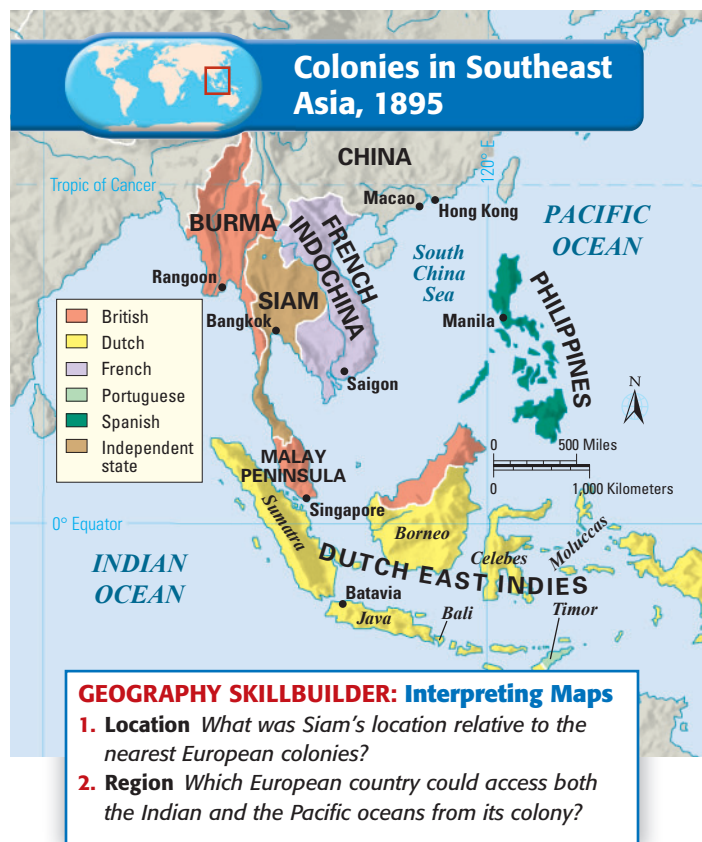 Colonies in Southeast
Asia, 1895
CHINA
120° E
Tropic of Cancer
Macao
Hong Kong
PACIFIC
OCEAN
BURMA
FRENCH
INDOCHINA
South
China
Sea
Rangoon
SIAM
PHILIPPINES
Bangkok
Manila
British
Dutch
French
Portuguese
Spanish
Independent
state
Saigon
N
0 500 Miles
0 1,000 Kilometers
MALAY
PENINSULA
Singapore
Sumatra
0° Equator
Borneo
Celebes
Moluccas
INDIAN
OCEAN
DUTCH EAST INDIES
Batavia
Java
Bali
Timor
GEOGRAPHY SKILLBUILDER: Interpreting Maps
1. Location What was Siam's location relative to the
nearest European colonies?
2. Region Which European country could access both
the Indian and the Pacific oceans from its colony?